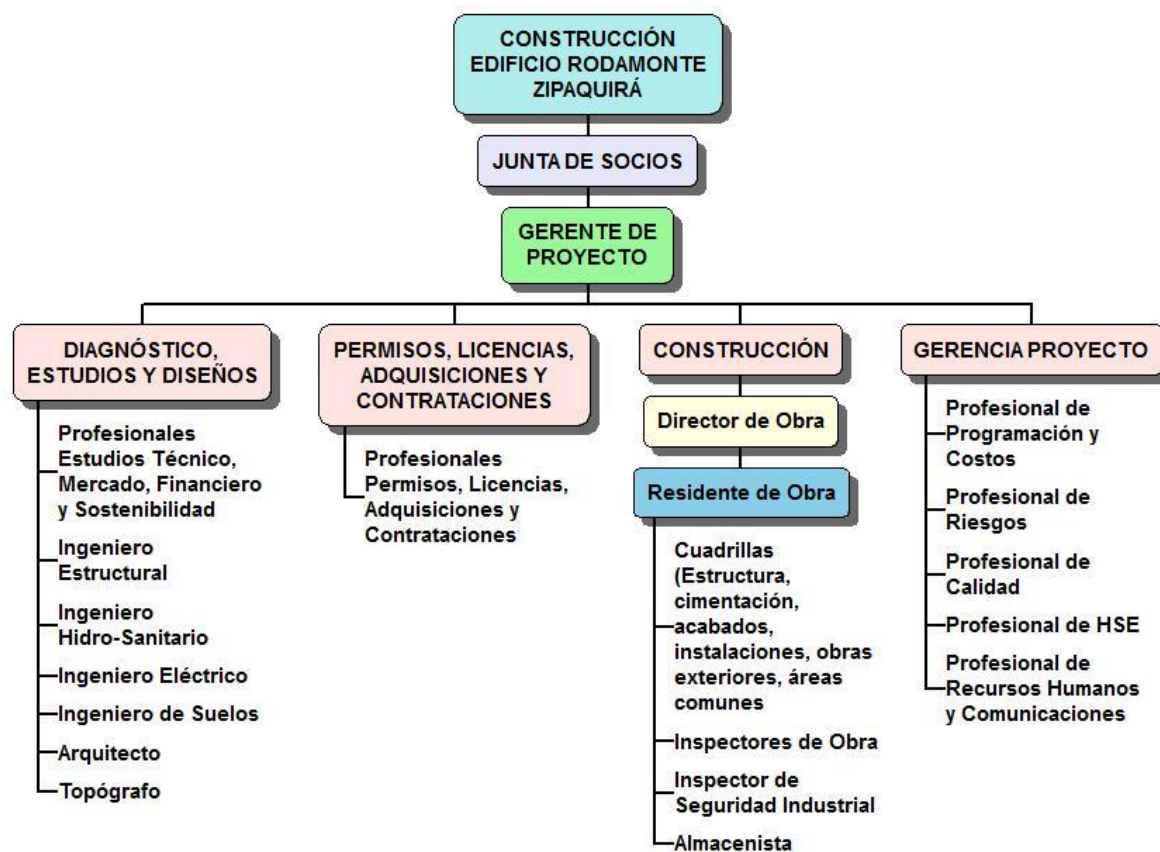 CONSTRUCCIÓN
EDIFICIO RODAMONTE
ZIPAQUIRÁ
JUNTA DE SOCIOS
GERENTE DE
PROYECTO
DIAGNÓSTICO,
ESTUDIOS Y DISEÑOS
Profesionales
Estudios Técnico,
Mercado, Financiero
y Sostenibilidad
Ingeniero
Estructural
Ingeniero
Hidro-Sanitario
Ingeniero Eléctrico
Ingeniero de Suelos
Arquitecto
Topógrafo
PERMISOS, LICENCIAS,
ADQUISICIONES Y
CONTRATACIONES
Profesionales
Permisos, Licencias,
Adquisiciones y
Contrataciones
CONSTRUCCIÓN
Director de Obra
Residente de Obra
Cuadrillas
(Estructura,
cimentación,
acabados,
instalaciones, obras
exteriores, áreas
comunes
Inspectores de Obra
Inspector de
Seguridad Industrial
Almacenista
GERENCIA PROYECTO
Profesional de
Programación y
Costos
Profesional de
Riesgos
Profesional de
Calidad
Profesional de HSE
Profesional de
Recursos Humanos
y Comunicaciones